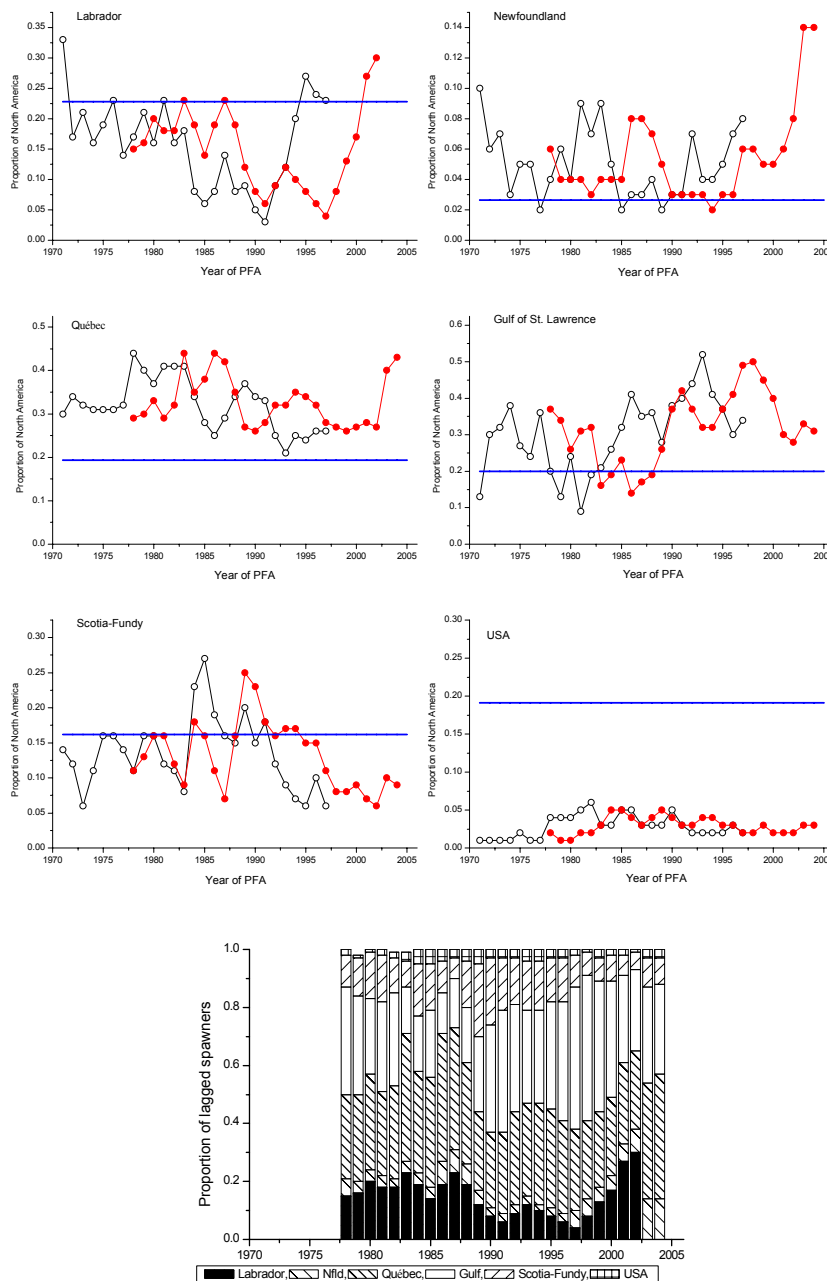 Labrador
0.35
0.30
0.25
0.20
0.15
0.10
0.05
0.00
Proportion of North America
1970 1975 1980 1985 1990 1995 2000 2005
Year of PFA
Newfoundland
0.14
0.12
0.10
0.08
0.06
0.04
0.02
0.00
Proportion of North America
1970 1975 1980 1985 1990 1995 2000 2005
Year of PFA
Québec
0.5
0.4
0.3
0.2
0.1
0.0
Proportion of North America
1970 1975 1980 1985 1990 1995 2000 2005
Year of PFA
Gulf of St. Lawrence
0.6
0.5
0.4
0.3
0.2
0.1
0.0
Proportion of North America
1970 1975 1980 1985 1990 1995 2000 2005
Year of PFA
Scotia-Fundy
0.30
0.25
0.20
0.15
0.10
0.05
0.00
Proportion of North America
1970 1975 1980 1985 1990 1995 2000 2005
Year of PFA
USA
0.30
0.25
0.20
0.15
0.10
0.05
0.00
Proportion of North America
1970 1975 1980 1985 1990 1995 2000 2005
Year of PFA
1.0
0.8
0.6
0.4
0.2
0.0
Proportion of lagged spawners
1970 1975 1980 1985 1990 1995 2000 2005
Labrador, Nfld, Québec, Gulf, Scotia-Fundy, USA